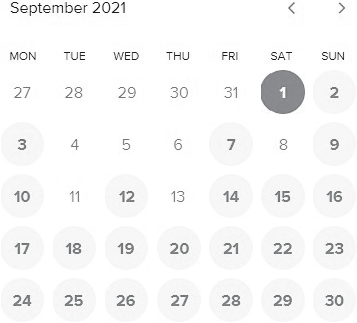 September 2021
MON TUE WED THU FRI SAT SUN
27 28 29 30 31 1 2
3 4 5 6 7 8 9
10 11 12 13 14 15 16
17 18 19 20 21 22 23
24 25 26 27 28 29 30